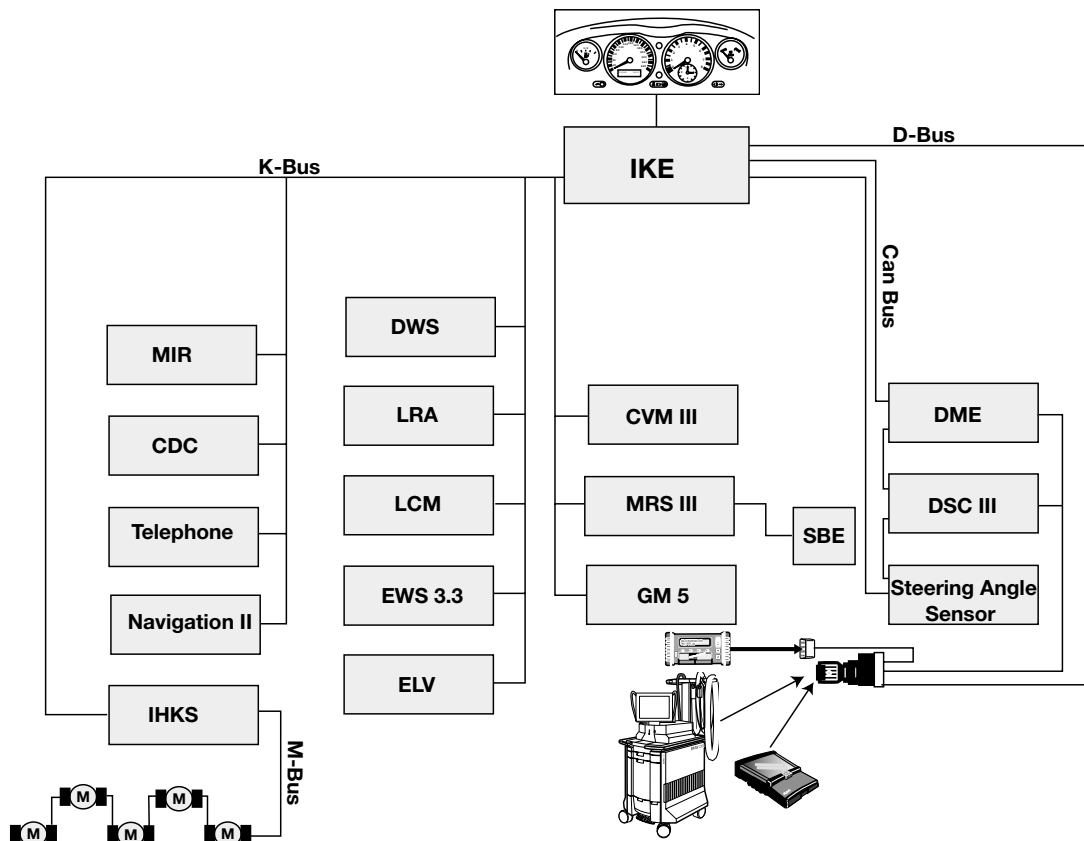 D-Bus
K-Bus
IKE
Can Bus
DWS
MIR
LRA
CVM III
DME
CDC
LCM
MRS III
DSC III
Telephone
SBE
EWS 3.3
GM 5
Steering Angle
Sensor
Navigation II
ELV
IHKS
M-Bus
M
M
M
M
M